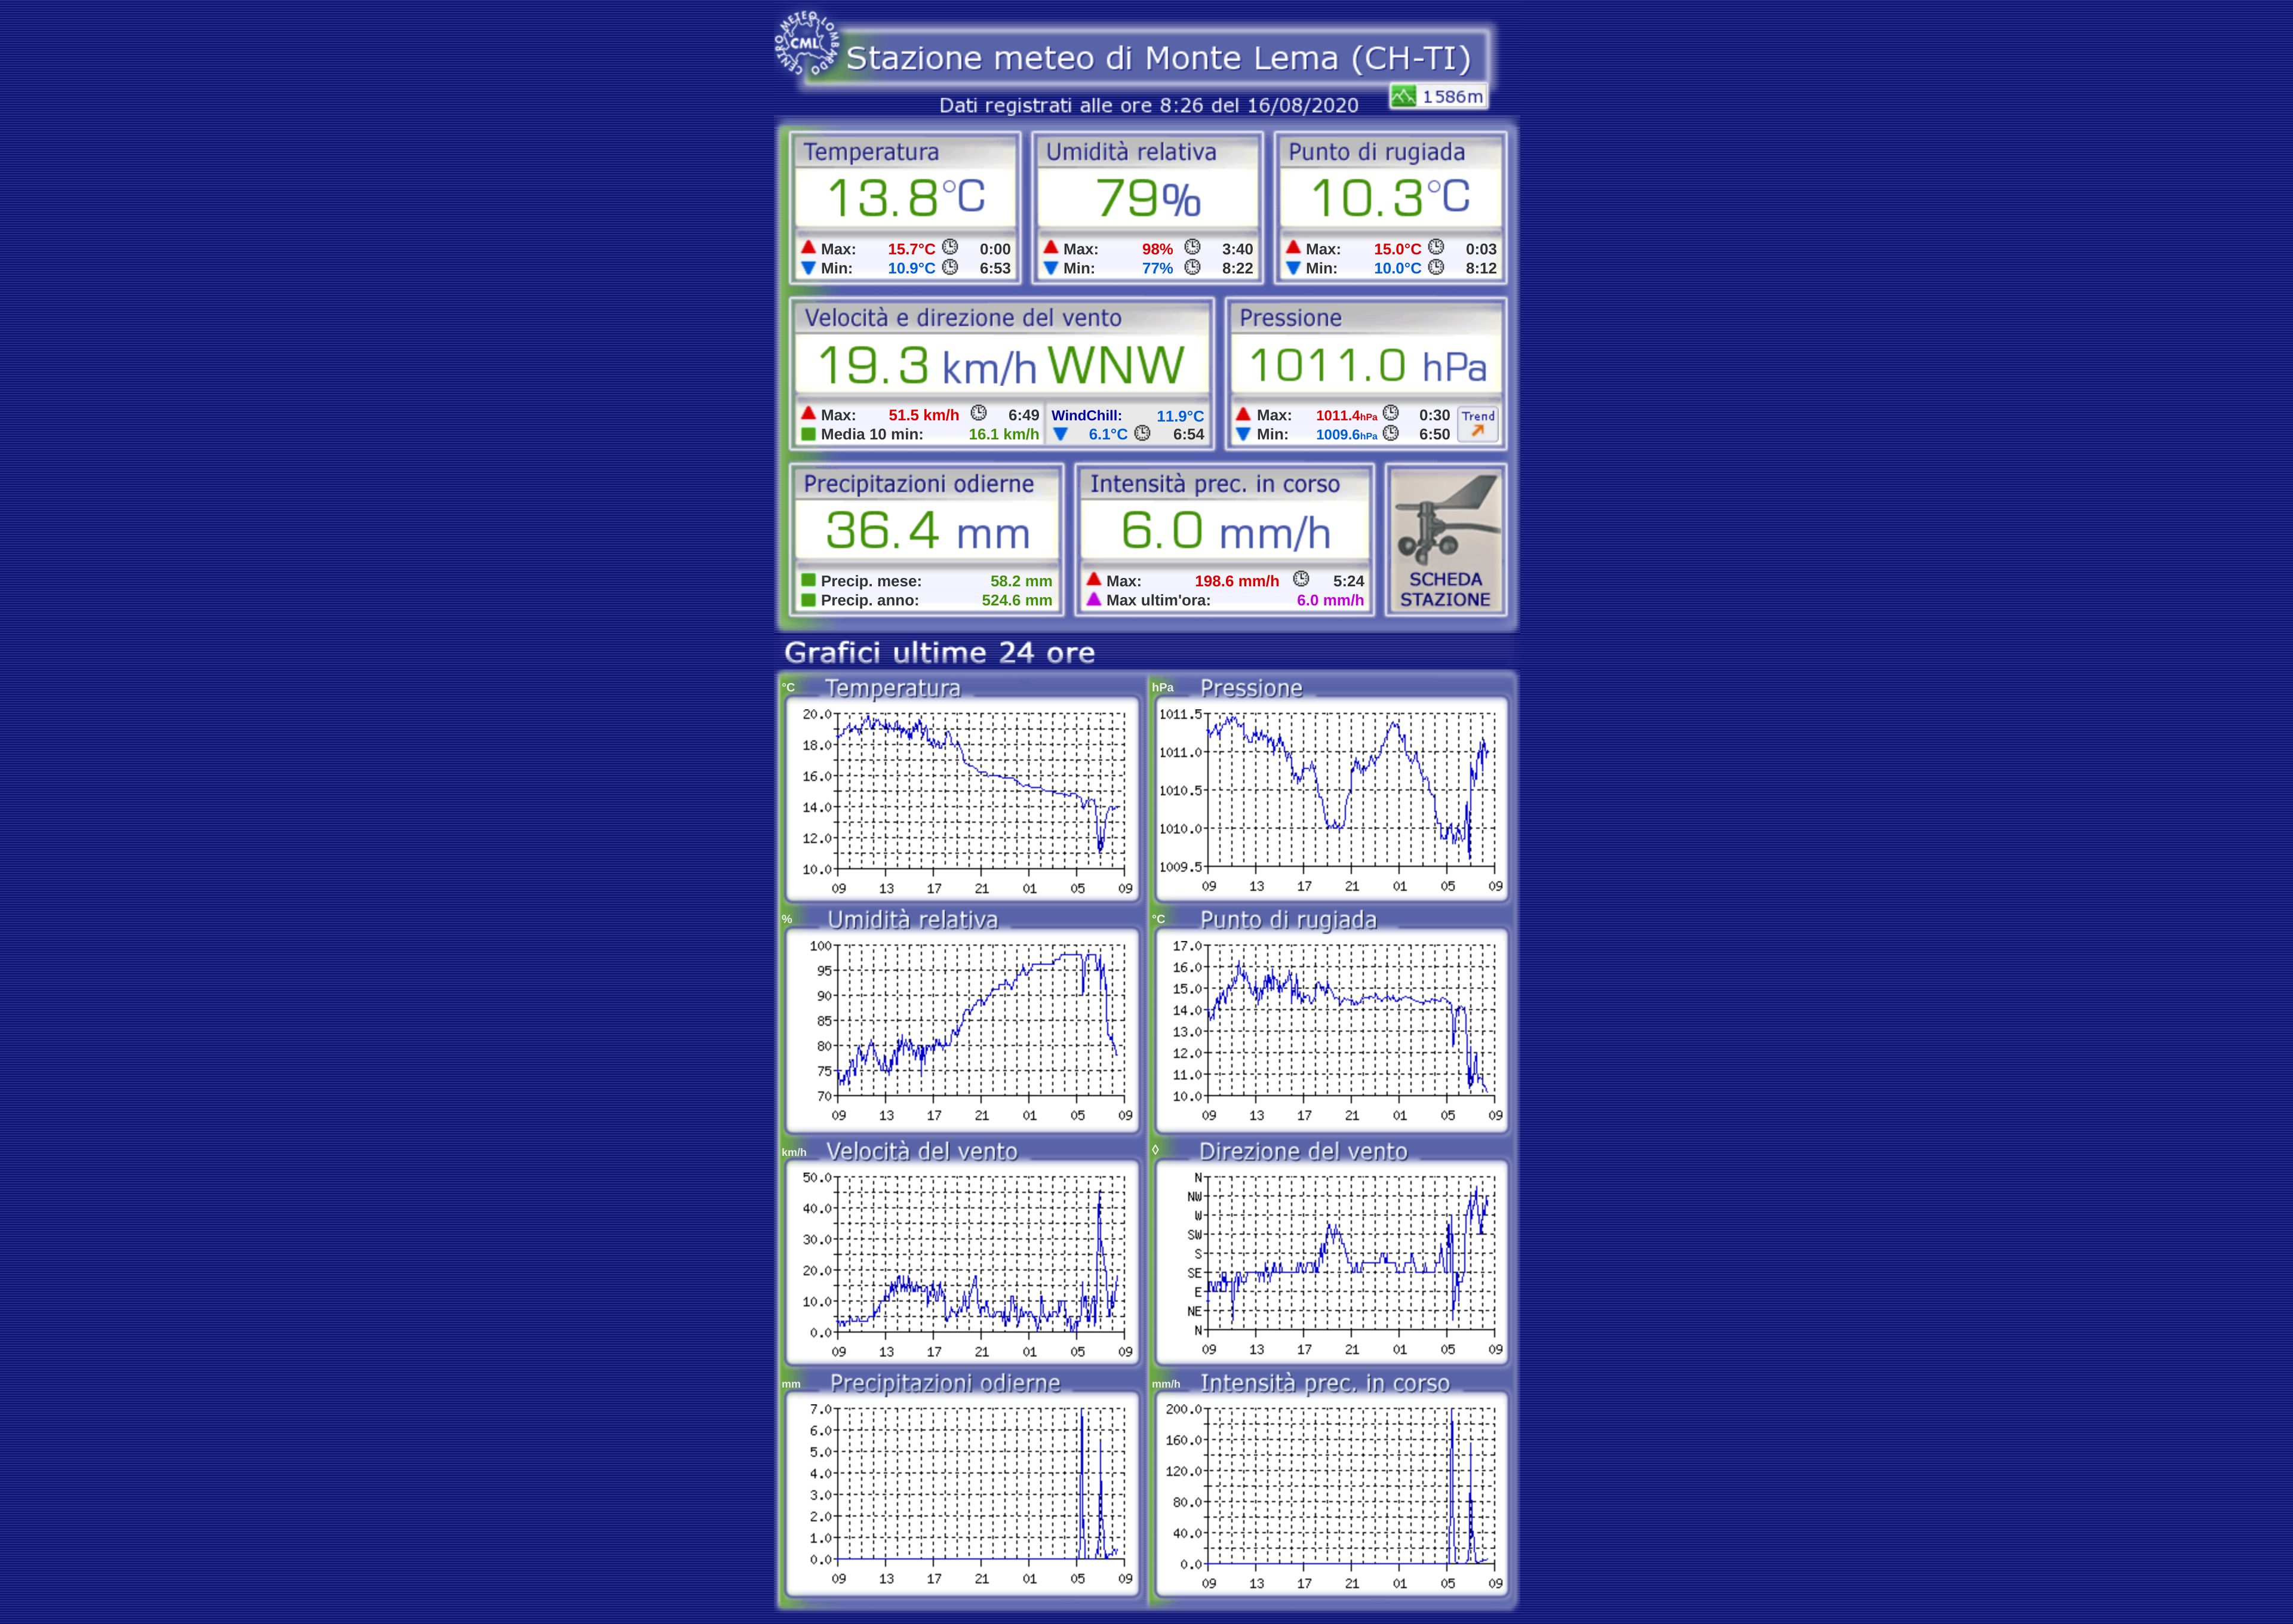 CENTRO METEO LOMBARDO
CML
Stazione meteo di Monte Lema (CH-TI)
1586m
Dati registrati alle ore 8:26 del 16/08/2020
Temperatura
13.8°C
Max: 15.7°C 0:00
Min: 10.9°C 6:53
Umidità relativa
79%
Max: 98% 3:40
Min: 77% 8:22
Punto di rugiada
10.3°C
Max: 15.0°C 0:03
Min: 10.0°C 8:12
Velocità e direzione del vento
19.3 km/h WNW
Max: 51.5 km/h 6:49
Media 10 min: 16.1 km/h
WindChill: 11.9°C
6.1°C 6:54
Pressione
1011.0 hPa
Max: 1011.4hPa 0:30
Min: 1009.6hPa 6:50
Trend
Precipitazioni odierne
36.4 mm
Precip. mese: 58.2 mm
Precip. anno: 524.6 mm
Intensità prec. in corso
6.0 mm/h
Max: 198.6 mm/h 5:24
Max ultim'ora: 6.0 mm/h
SCHEDA
STAZIONE
Grafici ultime 24 ore
°C Temperatura
20.0
18.0
16.0
14.0
12.0
10.0
09 13 17 21 01 05 09
hPa Pressione
1011.5
1011.0
1010.5
1010.0
1009.5
09 13 17 21 01 05 09
% Umidità relativa
100
95
90
85
80
75
70
09 13 17 21 01 05 09
°C Punto di rugiada
17.0
16.0
15.0
14.0
13.0
12.0
11.0
10.0
09 13 17 21 01 05 09
km/h Velocità del vento
50.0
40.0
30.0
20.0
10.0
0.0
09 13 17 21 01 05 09
◊ Direzione del vento
N
NW
W
SW
S
SE
E
NE
N
09 13 17 21 01 05 09
mm Precipitazioni odierne
7.0
6.0
5.0
4.0
3.0
2.0
1.0
0.0
09 13 17 21 01 05 09
mm/h Intensità prec. in corso
200.0
160.0
120.0
80.0
40.0
0.0
09 13 17 21 01 05 09